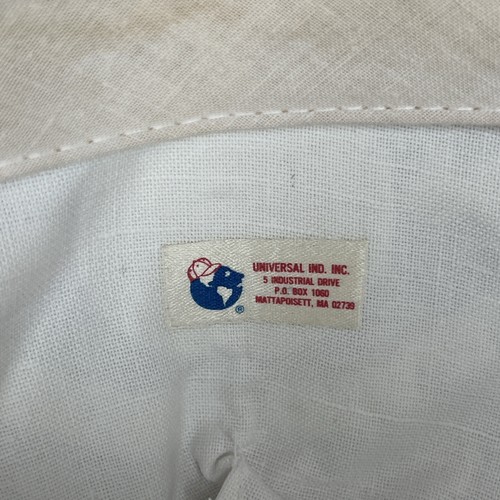 UNIVERSAL IND. INC.
5 INDUSTRIAL DRIVE
P.O. BOX 1060
MATTAPOISETT, MA 02739
®